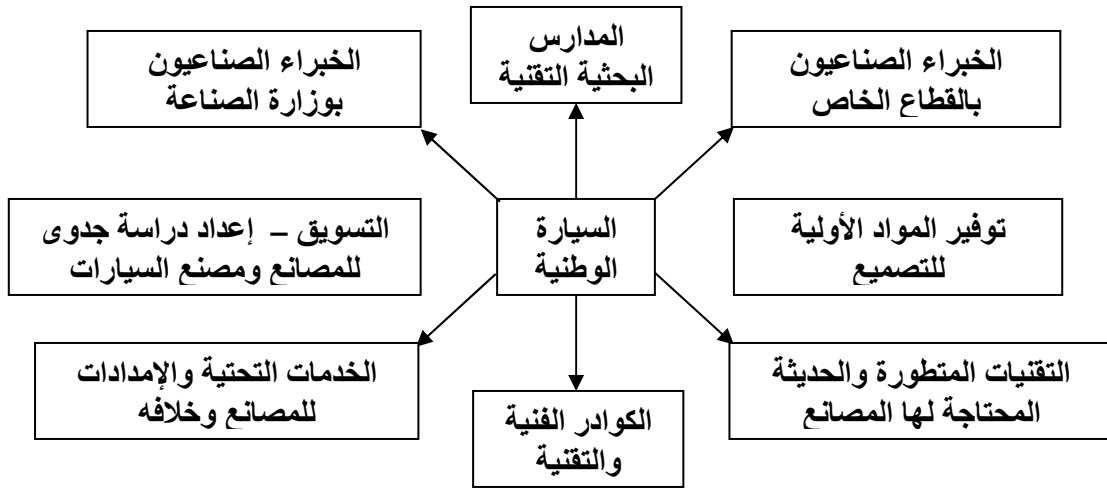 المدارس
البحثية التقنية
الخبراء الصناعيون
بالقطاع الخاص
الخبراء الصناعيون
بوزارة الصناعة
توفير المواد الأولية
للتصميع
السيارة
الوطنية
التسويق – إعداد دراسة جدوى
للمصانع ومصنع السيارات
التقنيات المتطورة والحديثة
المحتاجة لها المصانع
الكوادر الفنية
والتقنية
الخدمات التحتية والإمدادات
للمصانع وخلافه